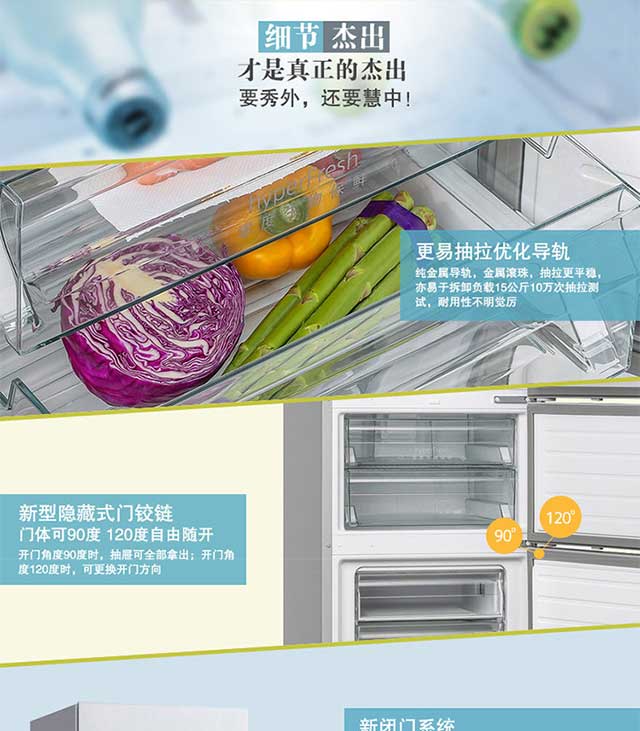 细节 杰出
才是真正的杰出
要秀外，还要慧中！
hyperFresh
更易抽拉优化导轨
纯金属导轨，金属滚珠，抽拉更平稳，
亦易于拆卸负载15公斤10万次抽拉测
试，耐用性不明觉厉
新型隐藏式门铰链
门体可90度 120度自由随开
开门角度90度时，抽屉可全部拿出；开门角
度120度时，可更换开门方向
90°
120°
新闭门系统